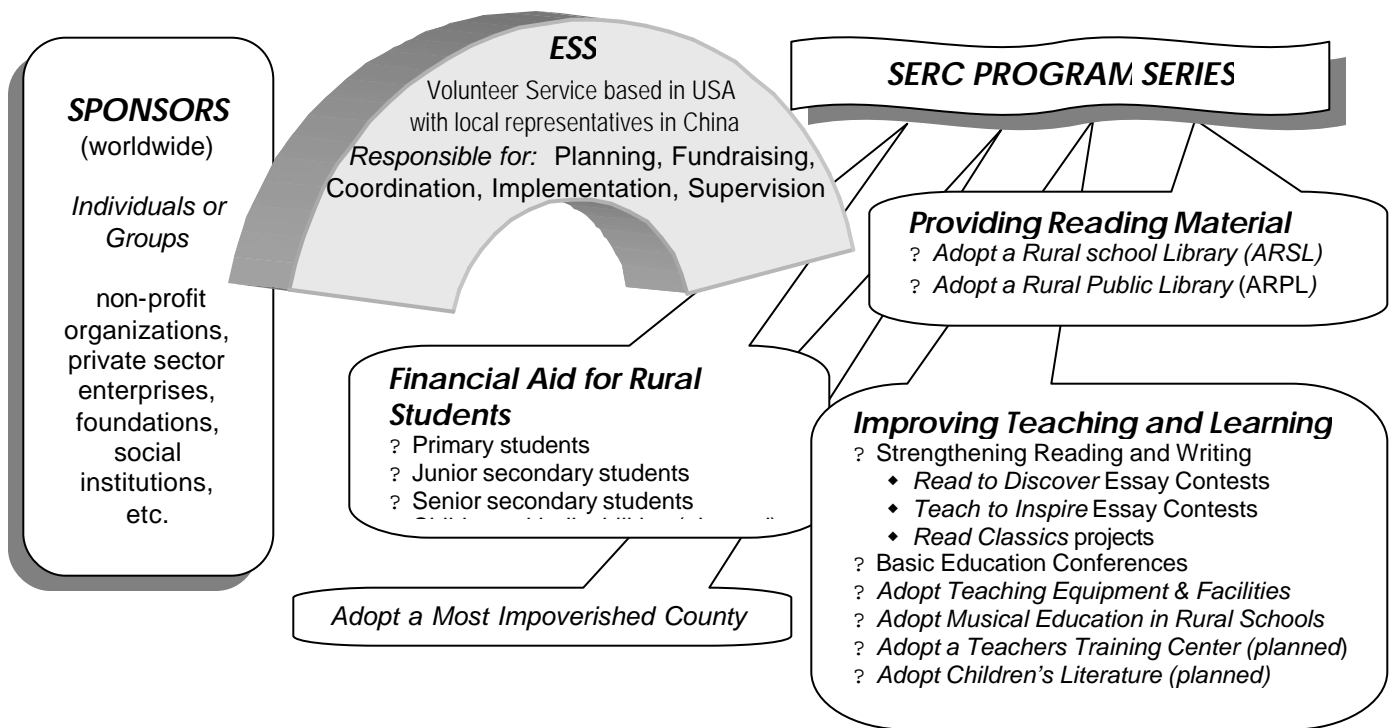 SPONSORS
(worldwide)
Individuals or
Groups
non-profit
organizations,
private sector
enterprises,
foundations,
social
institutions,
etc.
ESS
Volunteer Service based in USA
with local representatives in China
Responsible for: Planning, Fundraising,
Coordination, Implementation, Supervision
SERC PROGRAM SERIES
Providing Reading Material
? Adopt a Rural school Library (ARSL)
? Adopt a Rural Public Library (ARPL)
Financial Aid for Rural
Students
? Primary students
? Junior secondary students
? Senior secondary students
Adopt a Most Impoverished County
Improving Teaching and Learning
? Strengthening Reading and Writing
◆ Read to Discover Essay Contests
◆ Teach to Inspire Essay Contests
◆ Read Classics projects
? Basic Education Conferences
? Adopt Teaching Equipment & Facilities
? Adopt Musical Education in Rural Schools
? Adopt a Teachers Training Center (planned)
? Adopt Children's Literature (planned)